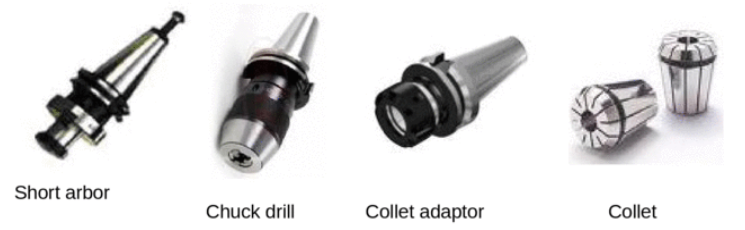 Short arbor
Chuck drill
Collet adaptor
Collet